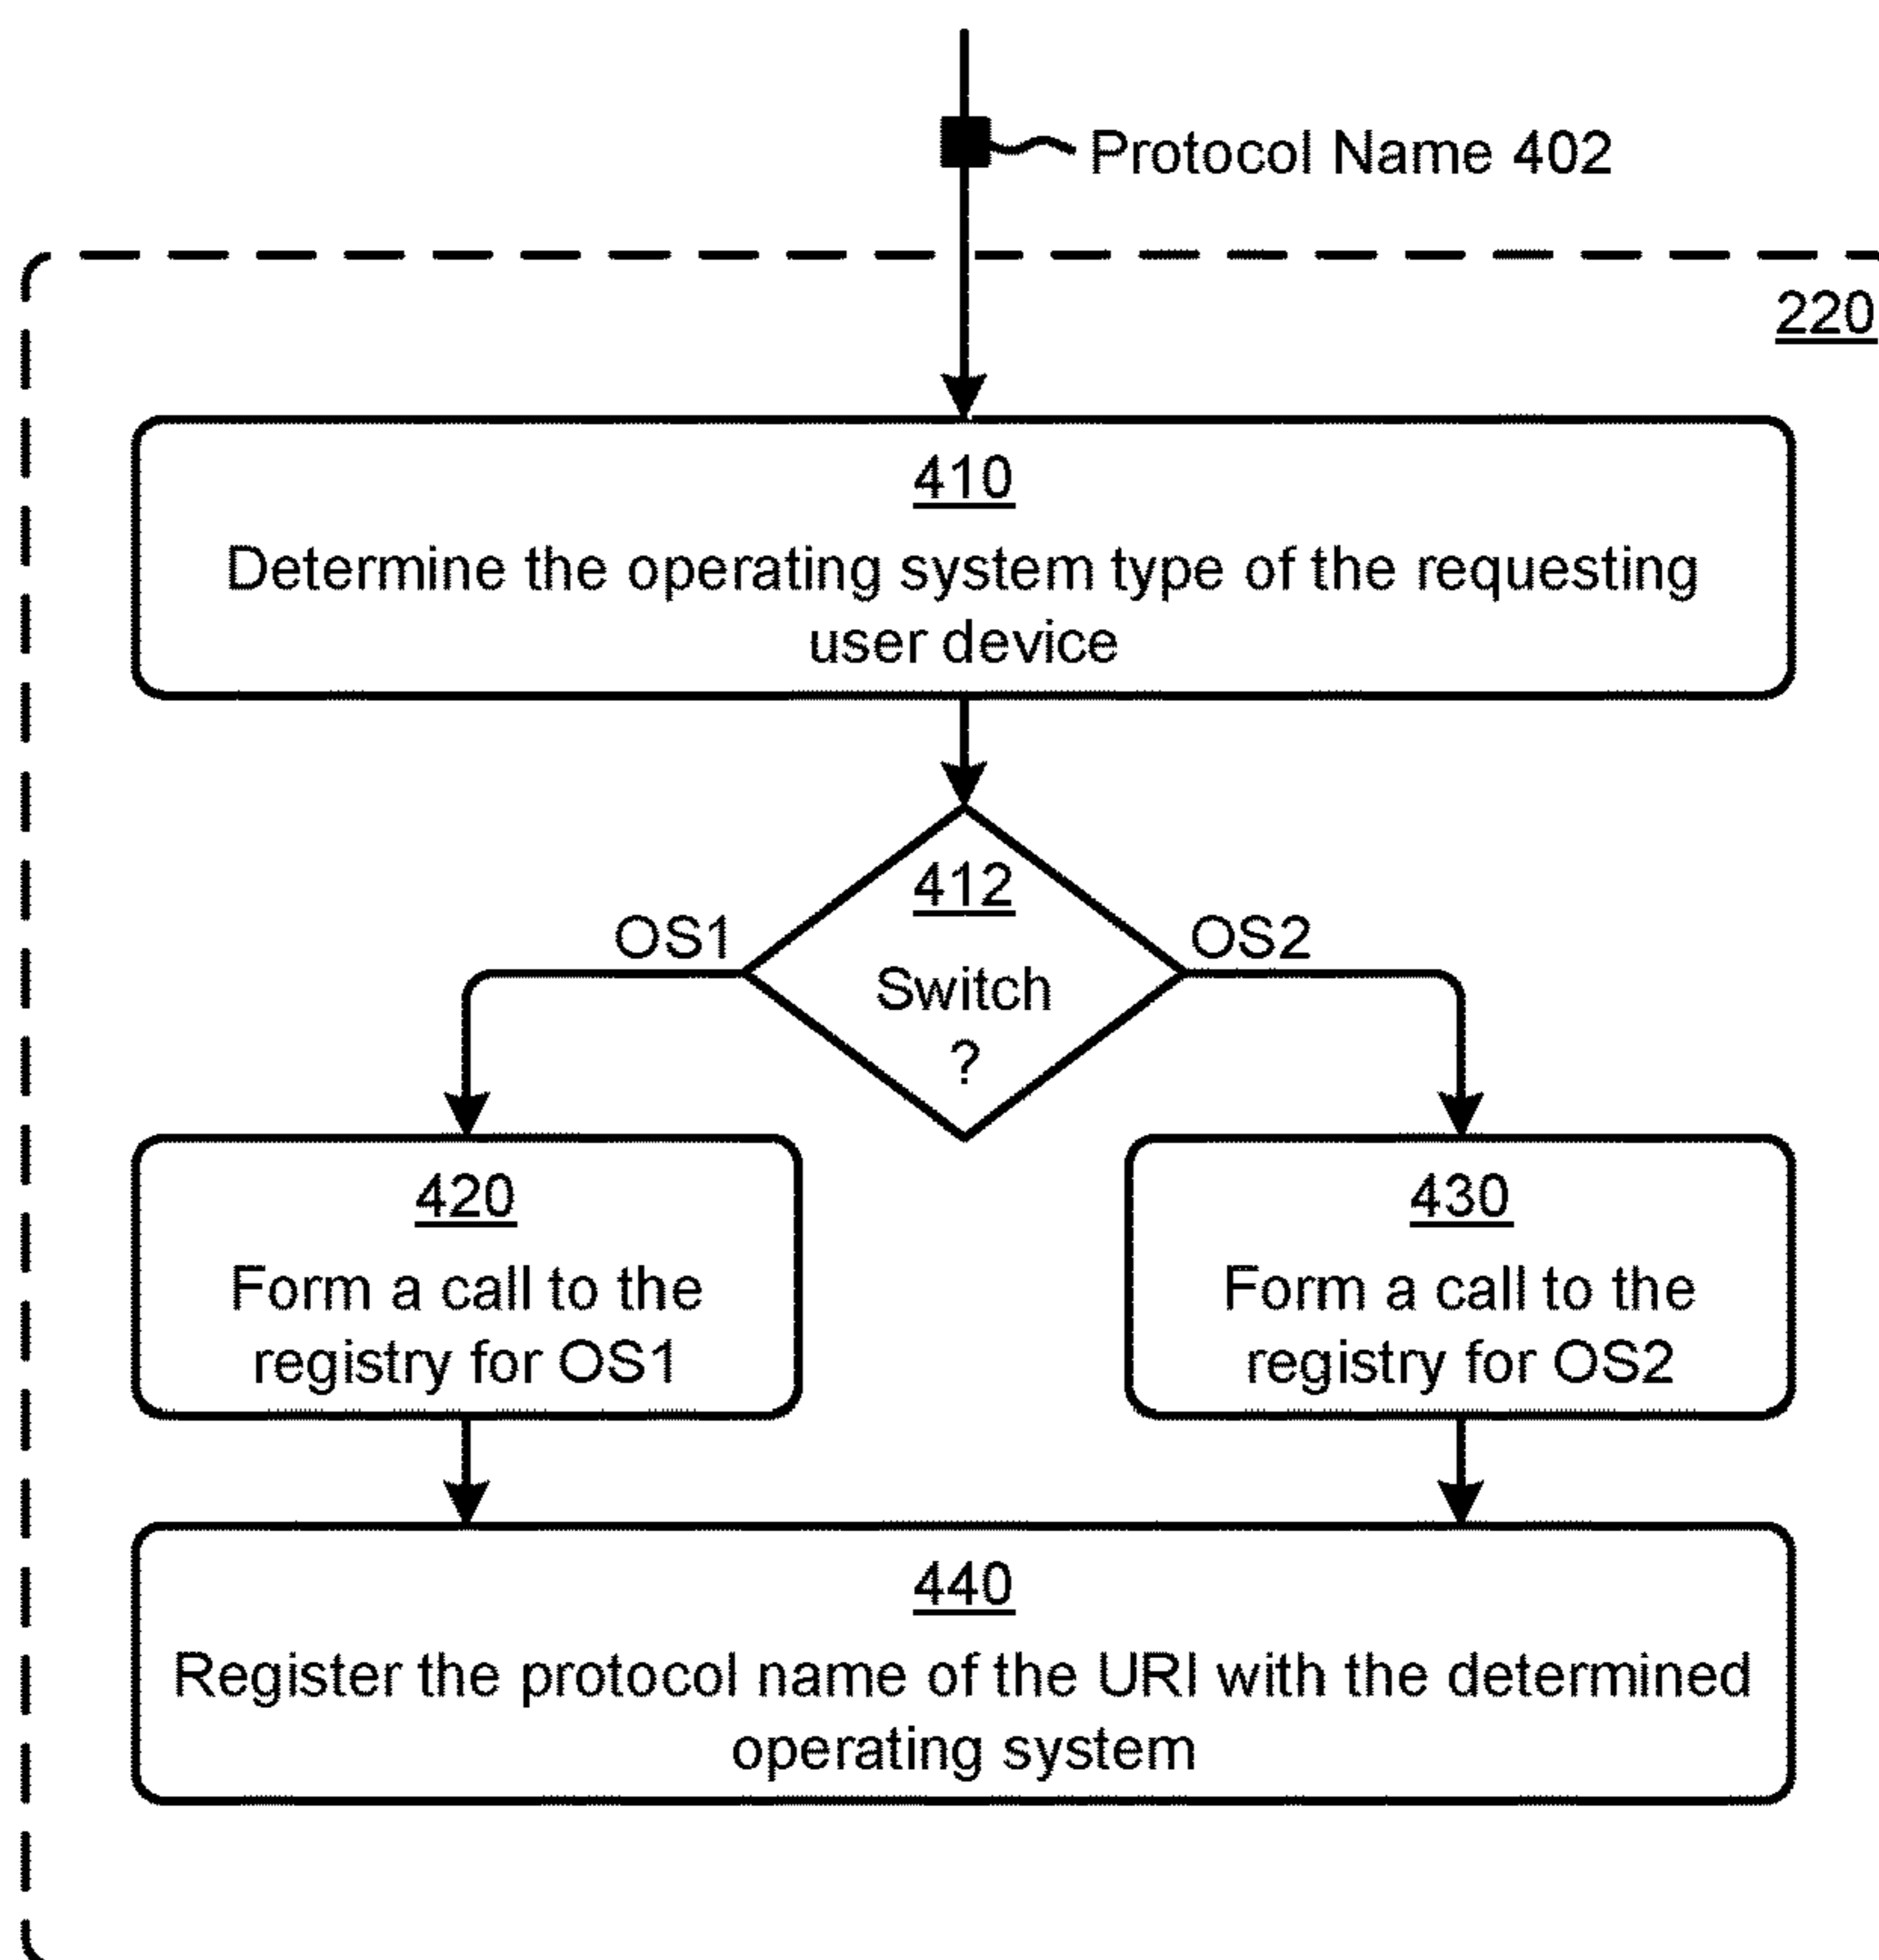 Protocol Name 402
220
410
Determine the operating system type of the requesting
user device
412
OS1
OS2
Switch
?
420
Form a call to the
registry for OS1
430
Form a call to the
registry for OS2
440
Register the protocol name of the URI with the determined
operating system